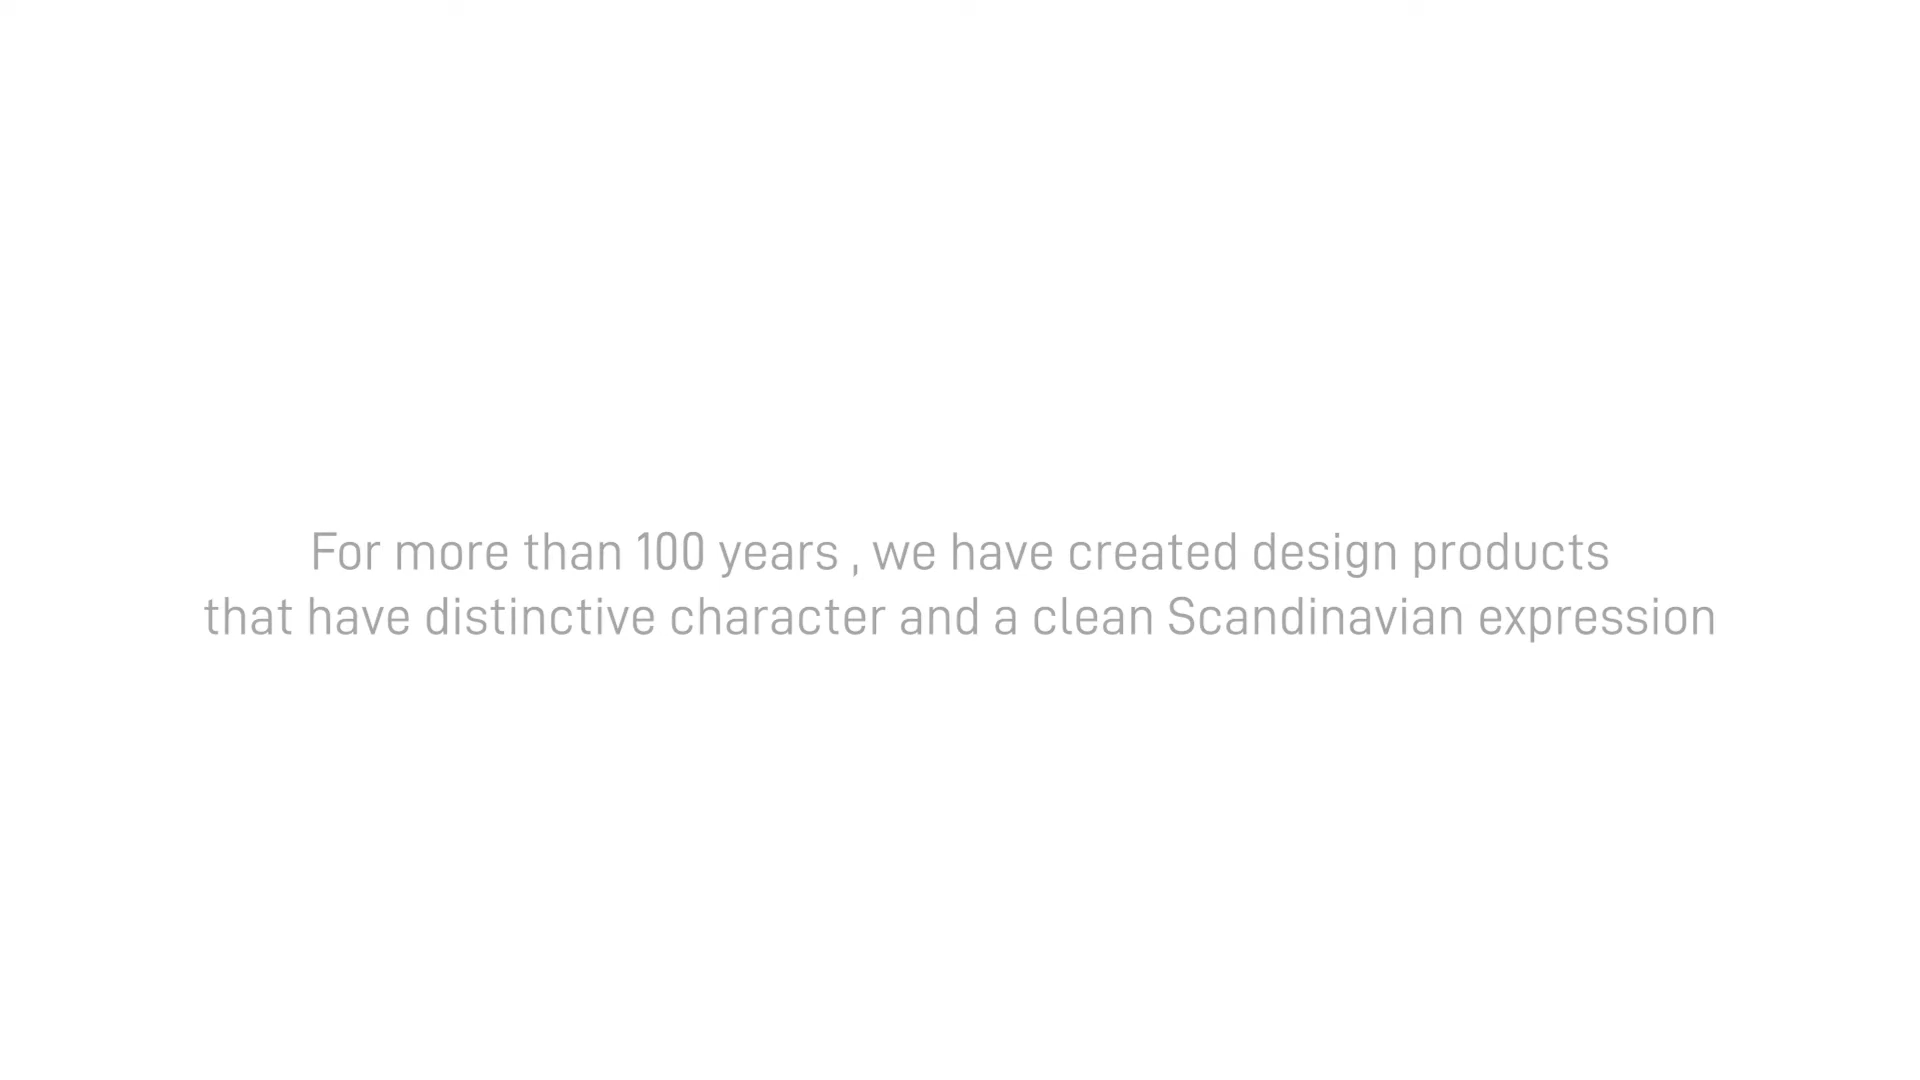 For more than 100 years , we have created design products
that have distinctive character and a clean Scandinavian expression